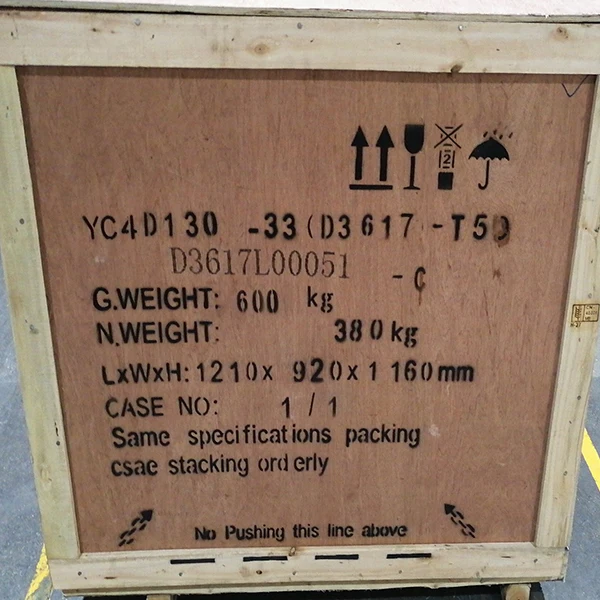 2
YC4D130 -33(D3617 -T50
D3617L00051 -C
G.WEIGHT: 600 kg
N.WEIGHT: 380kg
LxWxH:1210x 920x1160mm
CASE NO: 1/1
Same specifications packing
csae stacking orderly
No Pushing this line above